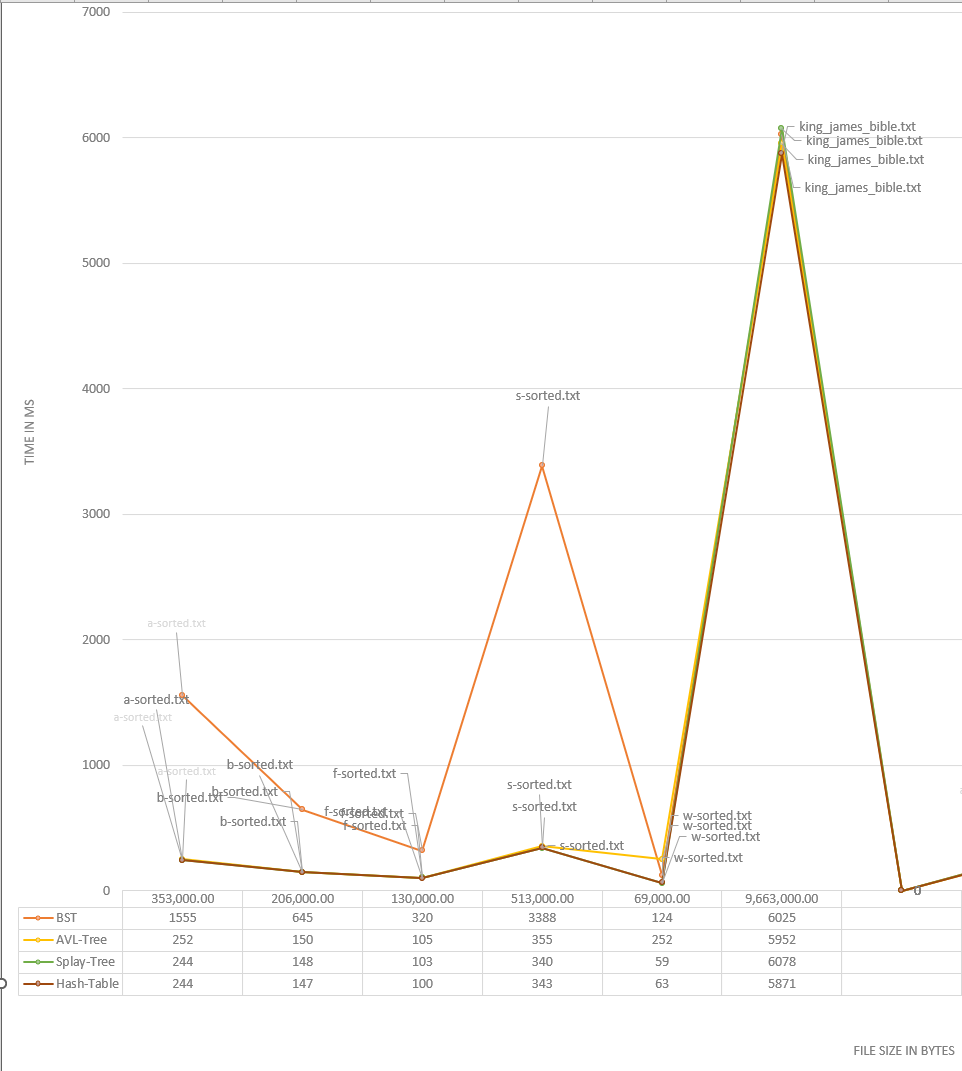 7000
6000
5000
4000
3000
2000
1000
0
TIME IN MS
king_james_bible.txt
king_james_bible.txt
king_james_bible.txt
king_james_bible.txt
s-sorted.txt
a-sorted.txt
a-sorted.txt
a-sorted.txt
a-sorted.txt
b-sorted.txt
b-sorted.txt
b-sorted.txt
b-sorted.txt
f-sorted.txt
f-sorted.txt
f-sorted.txt
f-sorted.txt
s-sorted.txt
s-sorted.txt
s-sorted.txt
w-sorted.txt
w-sorted.txt
w-sorted.txt
w-sorted.txt
0
353,000.00 206,000.00 130,000.00 513,000.00 69,000.00 9,663,000.00
BST 1555 645 320 3388 124 6025
AVL-Tree 252 150 105 355 252 5952
Splay-Tree 244 148 103 340 59 6078
Hash-Table 244 147 100 343 63 5871
FILE SIZE IN BYTES